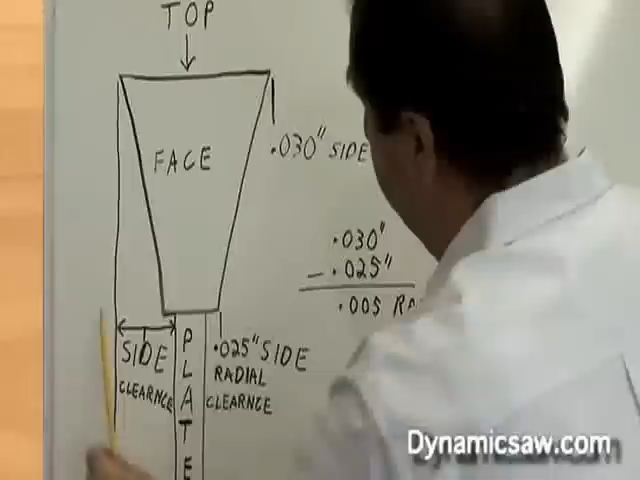 TOP
FACE
.030" SIDE
.030"
- .025"
.005
SIDE
CLEARNCE
PLATE
.025" SIDE
RADIAL
CLEARNCE
Dynamicsaw.com